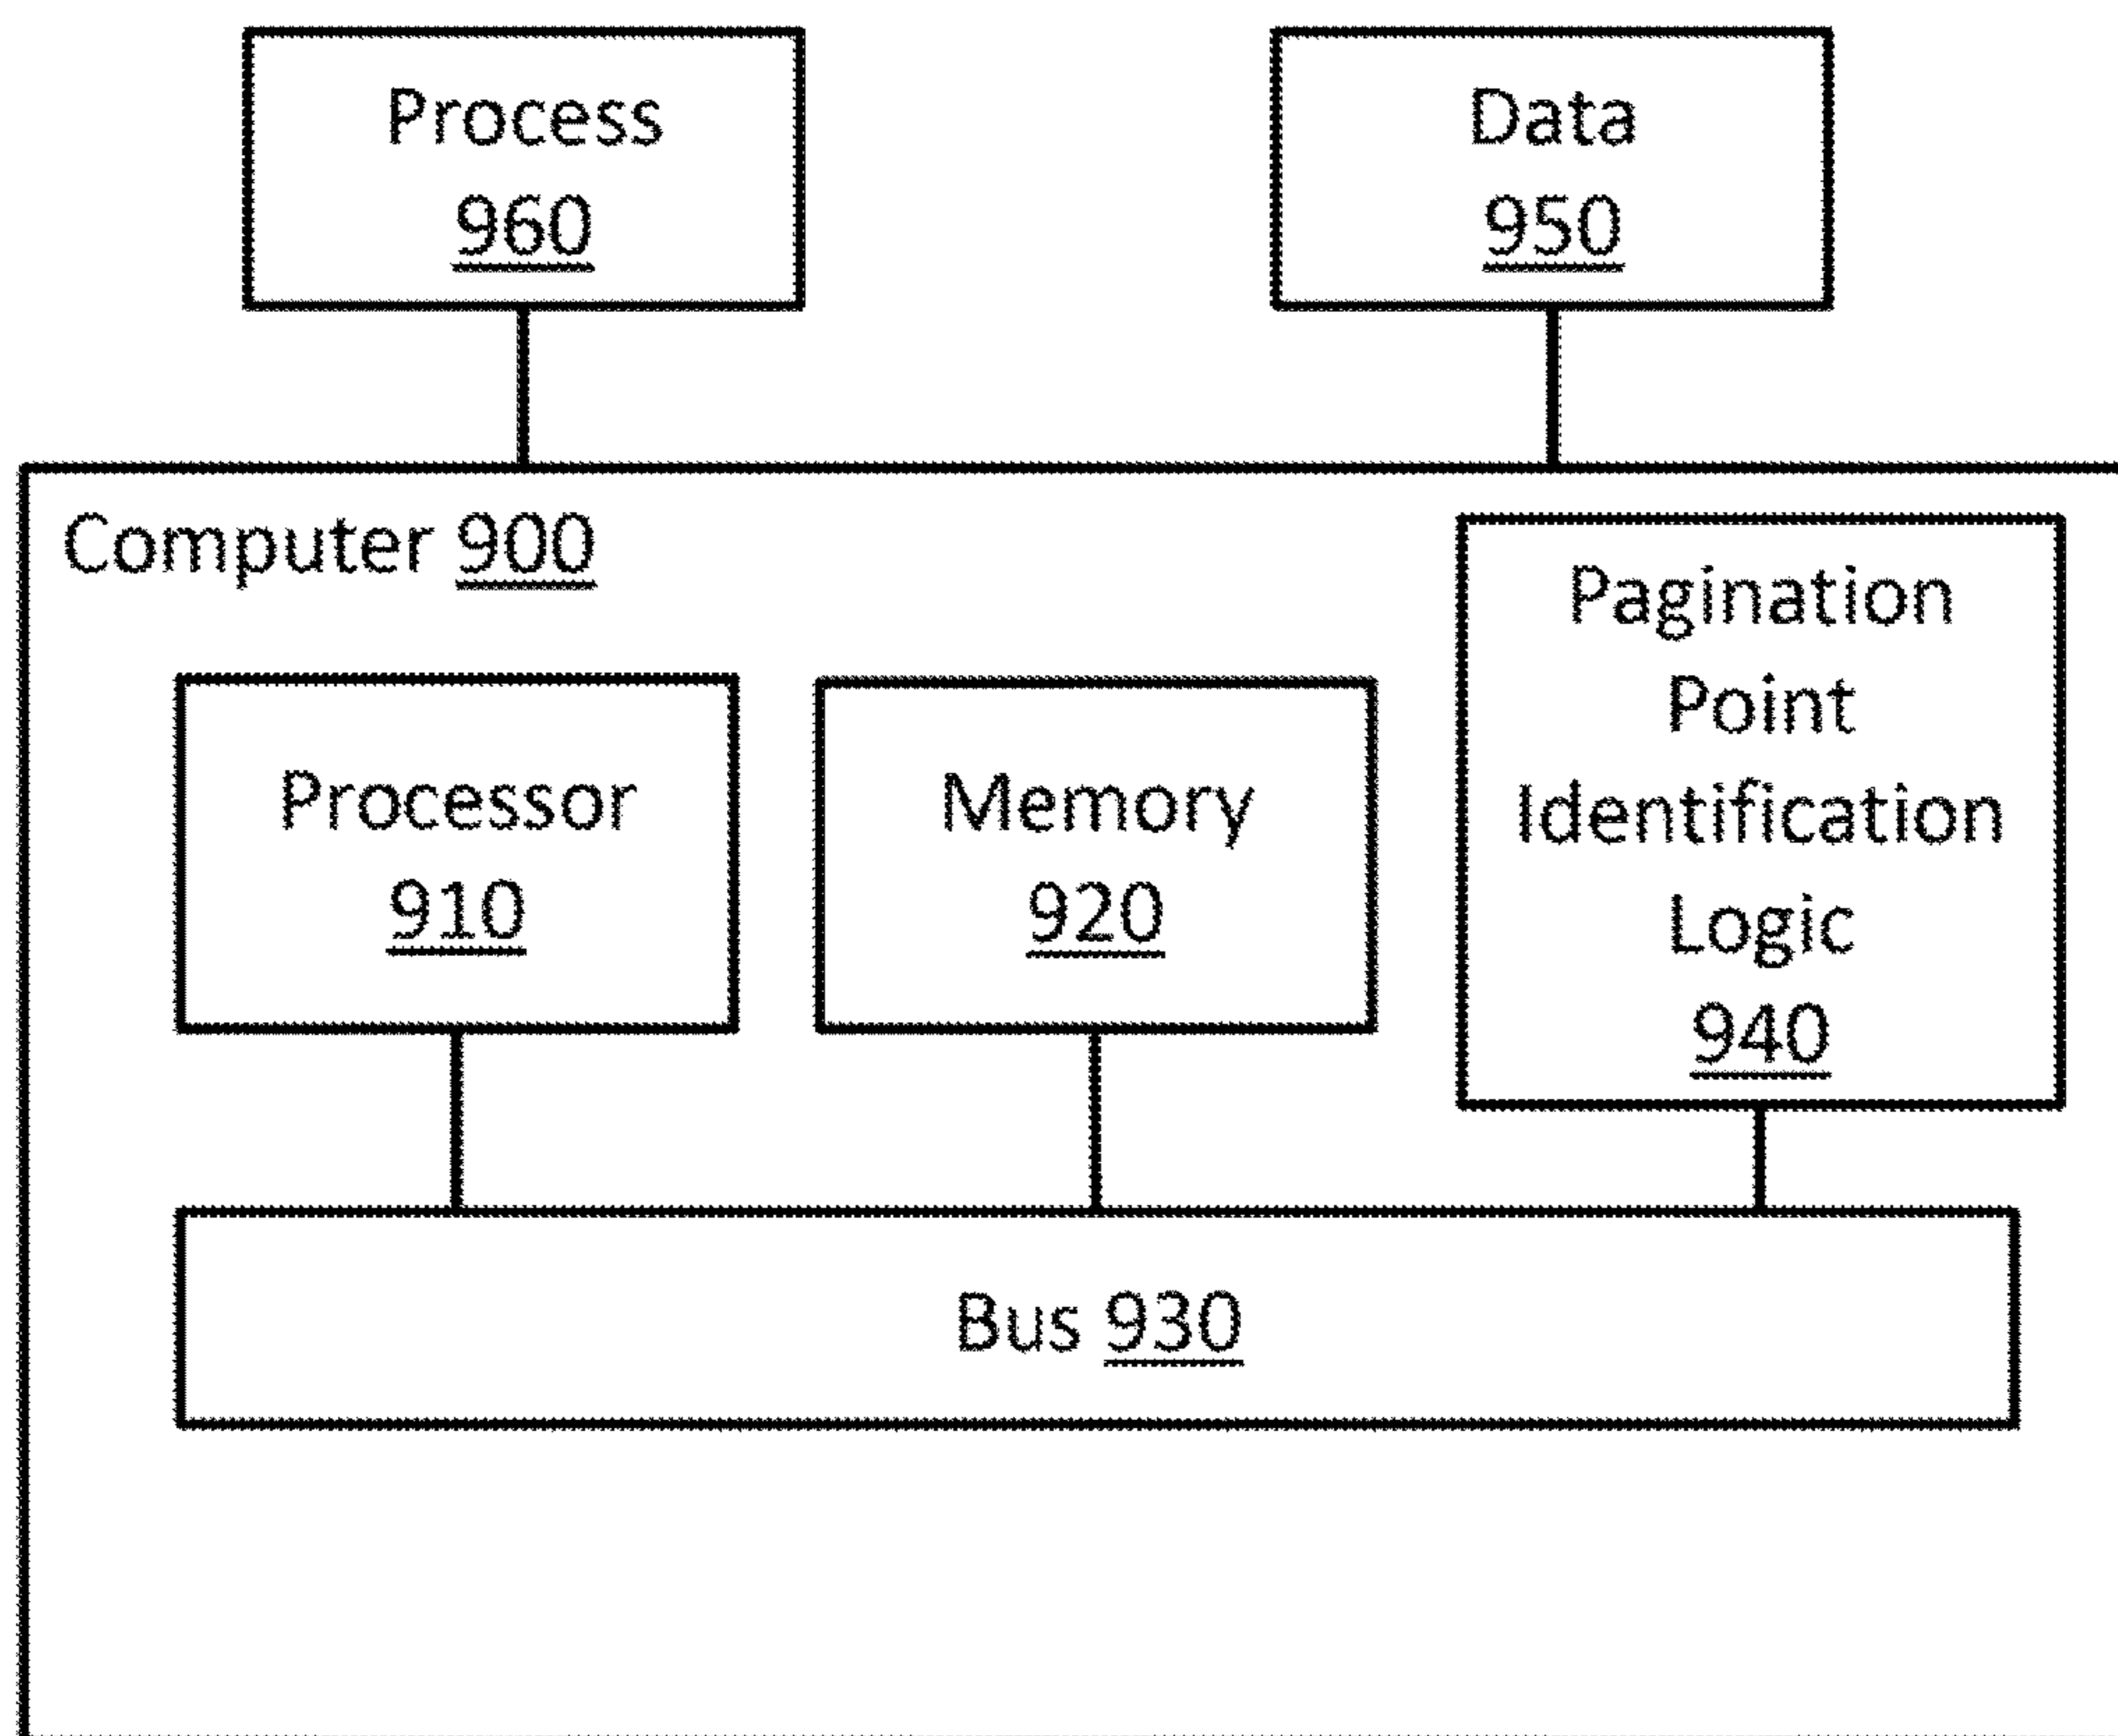 Process
960
Data
950
Computer 900
Pagination
Point
Identification
Logic
940
Processor
910
Memory
920
Bus 930